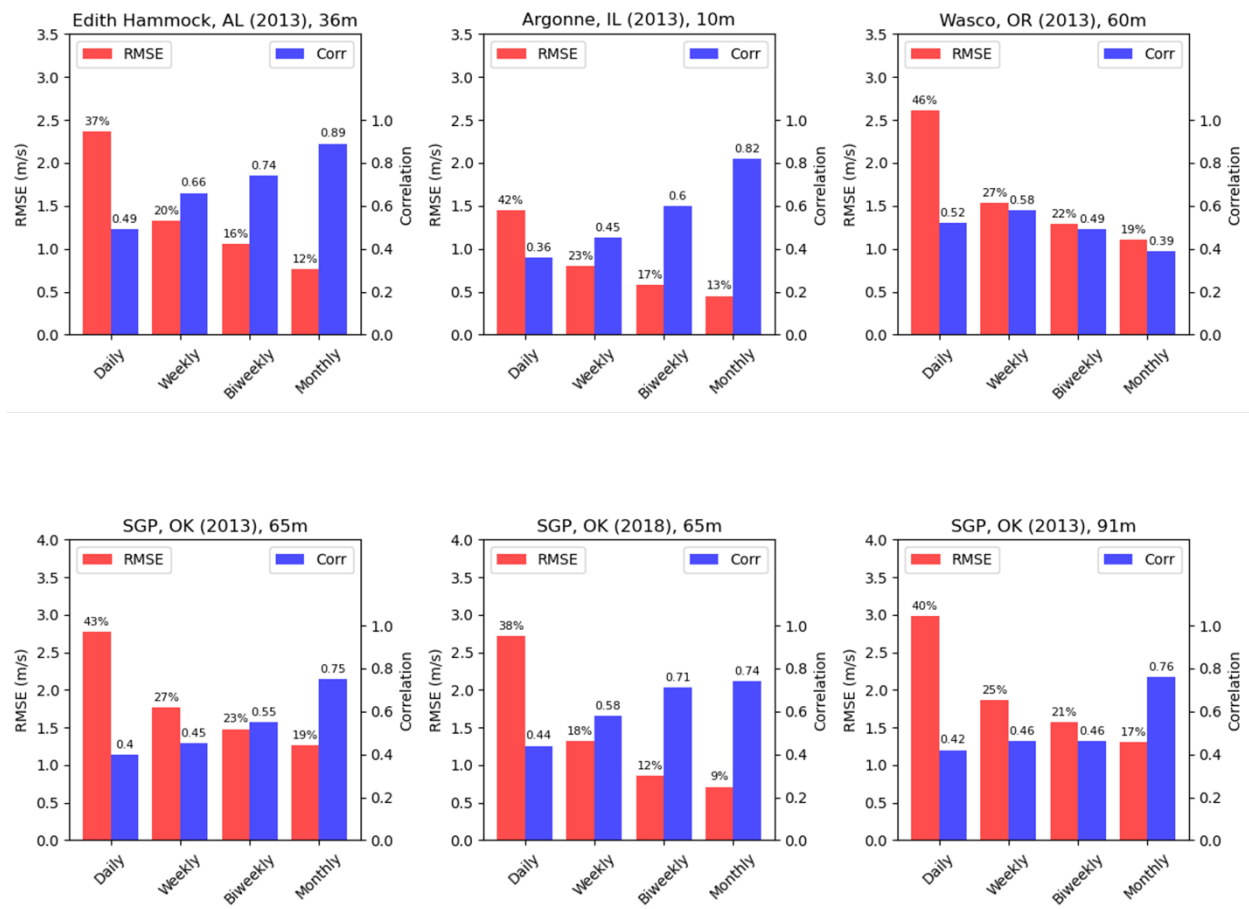 Edith Hammock, AL (2013), 36m
3.5
3.0
2.5
2.0
1.5
1.0
0.5
0.0
RMSE (m/s)
RMSE
Corr
37%
0.49
20%
0.66
16%
0.74
12%
0.89
1.0
0.8
0.6
0.4
0.2
0.0
Correlation
Daily
Weekly
Biweekly
Monthly
Argonne, IL (2013), 10m
3.5
3.0
2.5
2.0
1.5
1.0
0.5
0.0
RMSE (m/s)
RMSE
Corr
42%
0.36
23%
0.45
17%
0.6
13%
0.82
1.0
0.8
0.6
0.4
0.2
0.0
Correlation
Daily
Weekly
Biweekly
Monthly
Wasco, OR (2013), 60m
3.5
3.0
2.5
2.0
1.5
1.0
0.5
0.0
RMSE (m/s)
RMSE
Corr
46%
0.52
27%
0.58
22%
0.49
19%
0.39
1.0
0.8
0.6
0.4
0.2
0.0
Correlation
Daily
Weekly
Biweekly
Monthly
SGP, OK (2013), 65m
4.0
3.5
3.0
2.5
2.0
1.5
1.0
0.5
0.0
RMSE (m/s)
RMSE
Corr
43%
0.4
27%
0.45
23%
0.55
19%
0.75
1.0
0.8
0.6
0.4
0.2
0.0
Correlation
Daily
Weekly
Biweekly
Monthly
SGP, OK (2018), 65m
4.0
3.5
3.0
2.5
2.0
1.5
1.0
0.5
0.0
RMSE (m/s)
RMSE
Corr
38%
0.44
18%
0.58
12%
0.71
9%
0.74
1.0
0.8
0.6
0.4
0.2
0.0
Correlation
Daily
Weekly
Biweekly
Monthly
SGP, OK (2013), 91m
4.0
3.5
3.0
2.5
2.0
1.5
1.0
0.5
0.0
RMSE (m/s)
RMSE
Corr
40%
0.42
25%
0.46
21%
0.46
17%
0.76
1.0
0.8
0.6
0.4
0.2
0.0
Correlation
Daily
Weekly
Biweekly
Monthly